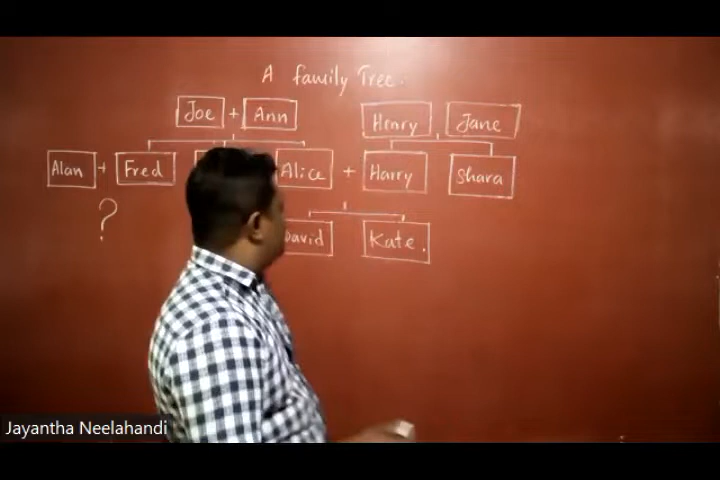 A family Tree.
Joe + Ann Henry Jane
Alan + Fred Alice + Harry Shara
?
David Kate.
Jayantha Neelahandi